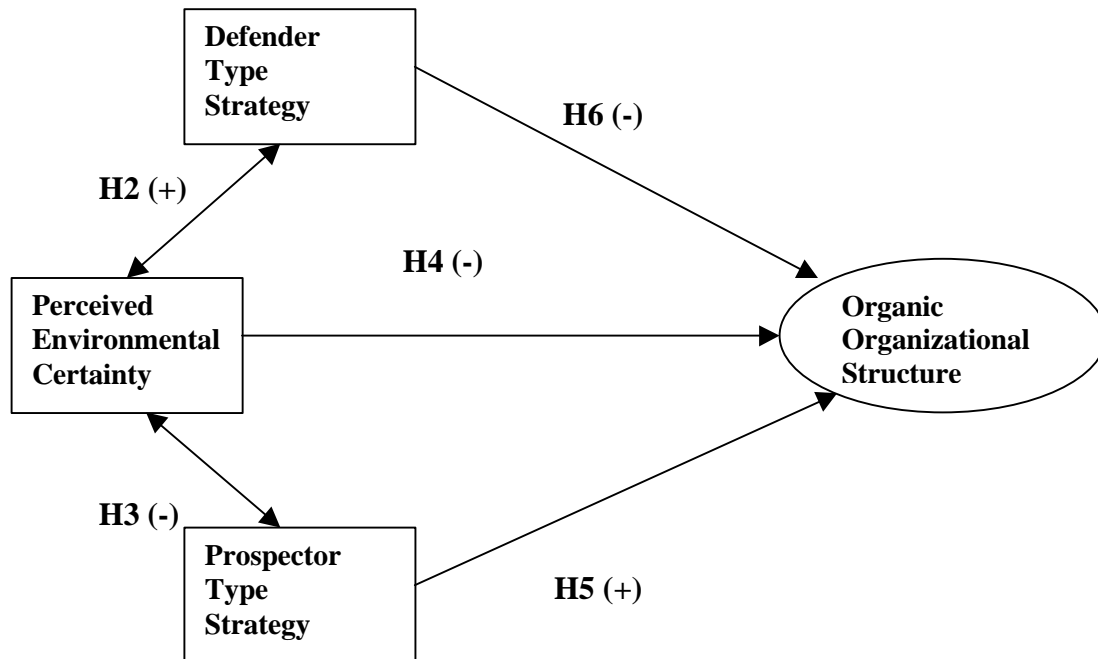 Defender
Type
Strategy
H6 (-)
H2 (+)
H4 (-)
Perceived
Environmental
Certainty
Organic
Organizational
Structure
H3 (-)
Prospector
Type
Strategy
H5 (+)